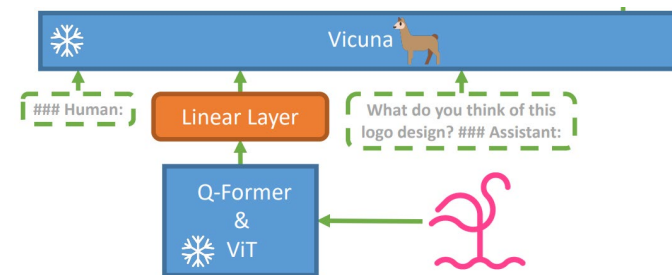 Vicuna
### Human:
Linear Layer
What do you think of this
logo design? ### Assistant:
Q-Former
&
ViT